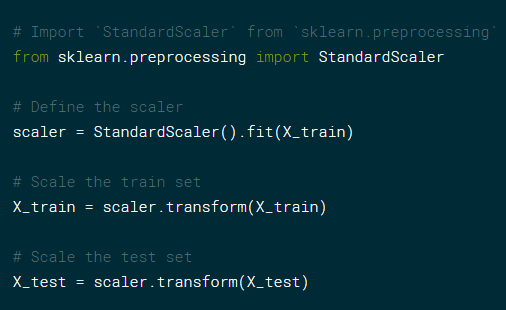 # Import `StandardScaler` from `sklearn.preprocessing`
from sklearn.preprocessing import StandardScaler
# Define the scaler
scaler = StandardScaler().fit(X_train)
# Scale the train set
X_train = scaler.transform(X_train)
# Scale the test set
X_test = scaler.transform(X_test)